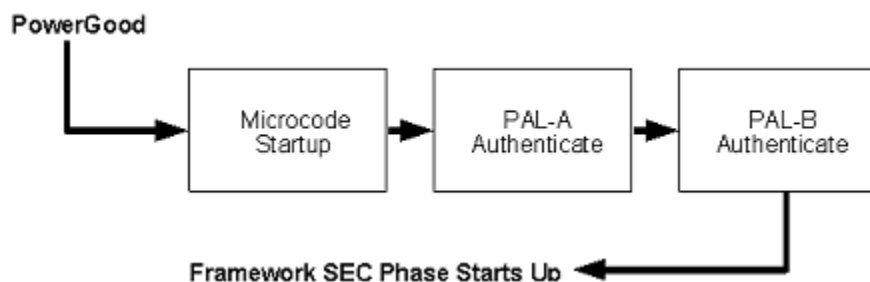 PowerGood
Microcode
Startup
PAL-A
Authenticate
PAL-B
Authenticate
Framework SEC Phase Starts Up